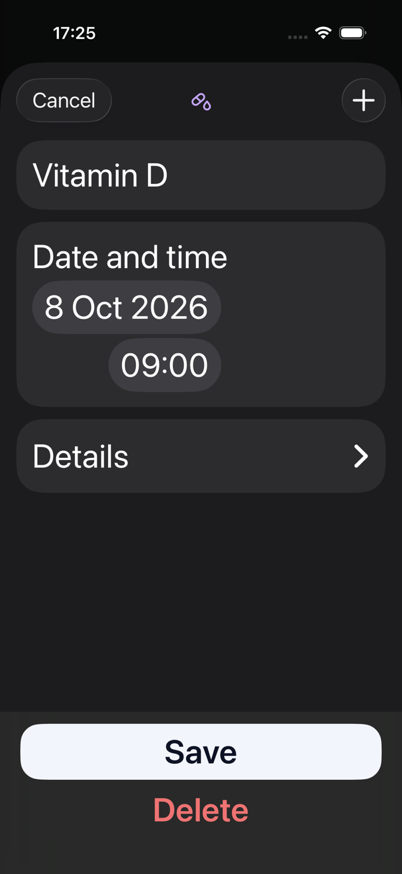 17:25
Cancel
Vitamin D
Date and time
8 Oct 2026
09:00
Details
Save
Delete